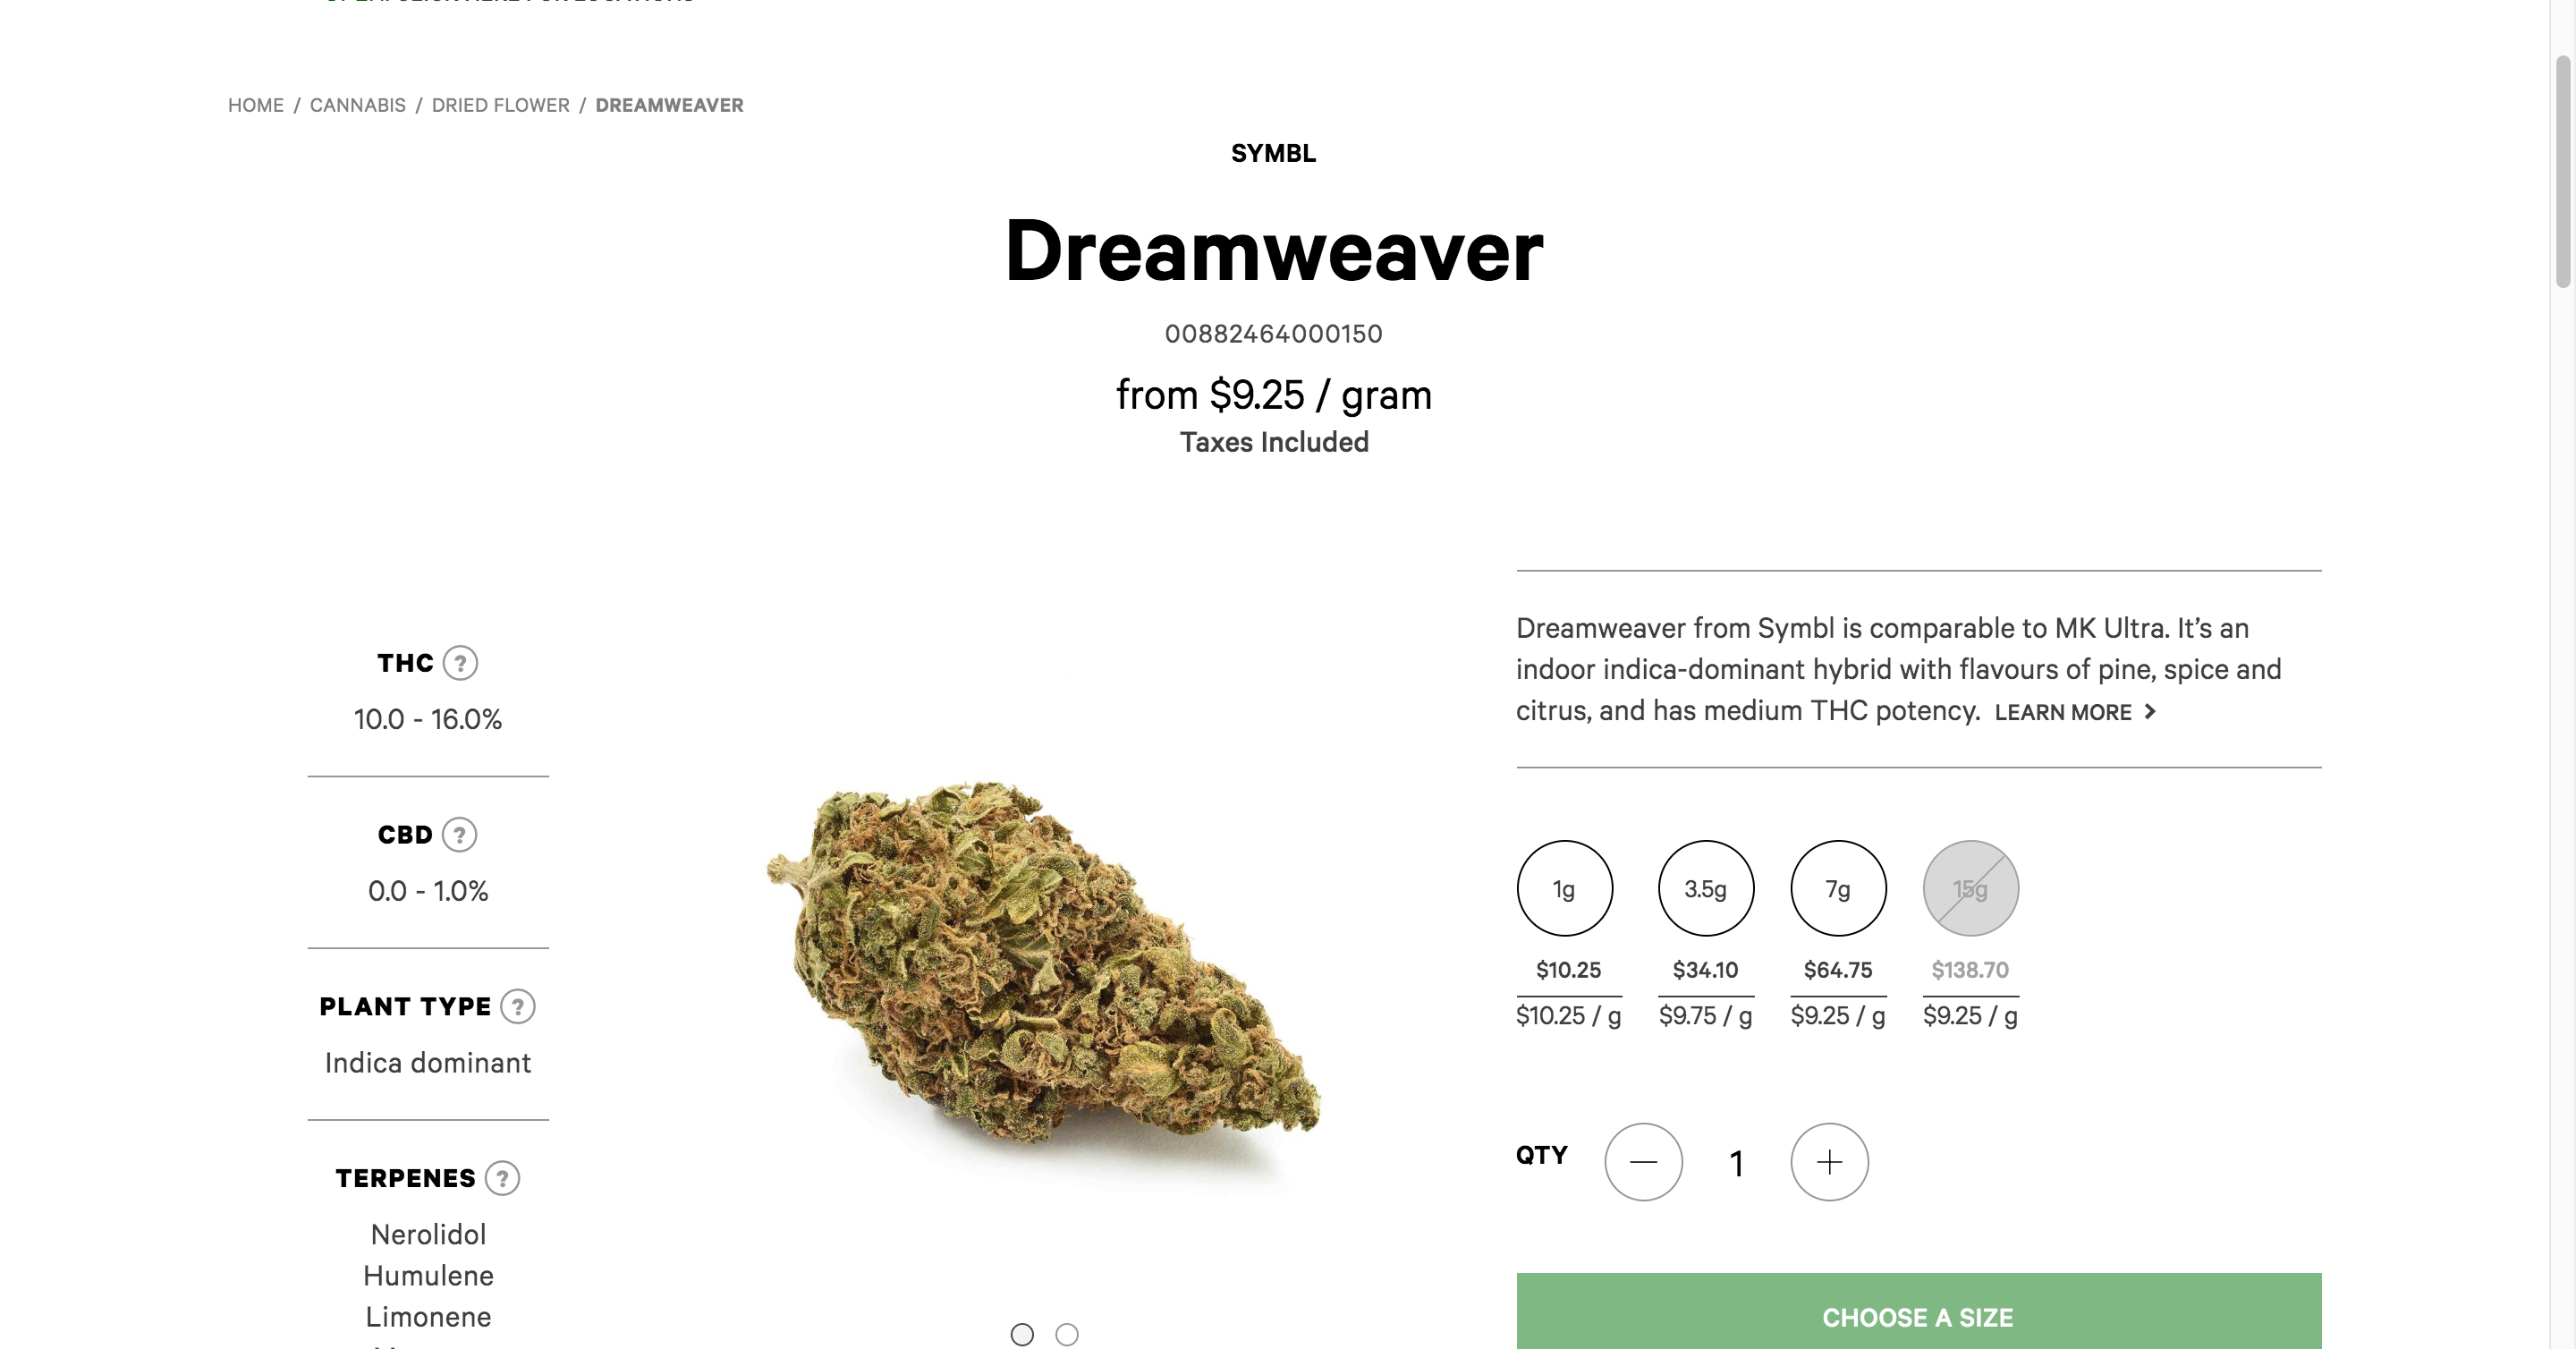 HOME / CANNABIS / DRIED FLOWER / DREAMWEAVER
SYMBL
Dreamweaver
00882464000150
from $9.25 / gram
Taxes Included
THC ?
10.0 - 16.0%
CBD ?
0.0 - 1.0%
PLANT TYPE ?
Indica dominant
TERPENES ?
Nerolidol
Humulene
Limonene
Dreamweaver from Symbl is comparable to MK Ultra. It’s an
indoor indica-dominant hybrid with flavours of pine, spice and
citrus, and has medium THC potency. LEARN MORE >
1g 3.5g 7g 15g
$10.25 $34.10 $64.75 $138.70
$10.25 / g $9.75 / g $9.25 / g $9.25 / g
QTY — 1 +
CHOOSE A SIZE